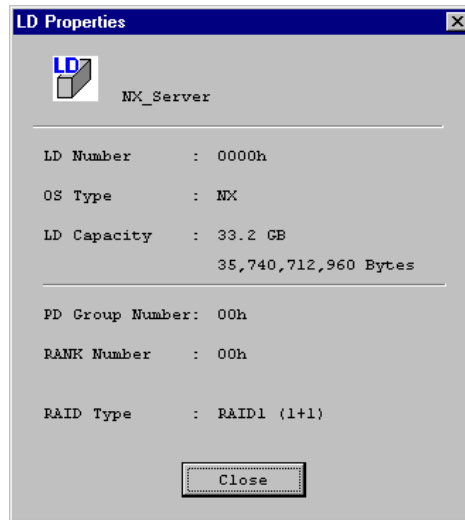 LD Properties
LD
NX_Server
LD Number : 0000h
OS Type : NX
LD Capacity : 33.2 GB
35,740,712,960 Bytes
PD Group Number: 00h
RANK Number : 00h
RAID Type : RAID1 (1+1)
Close